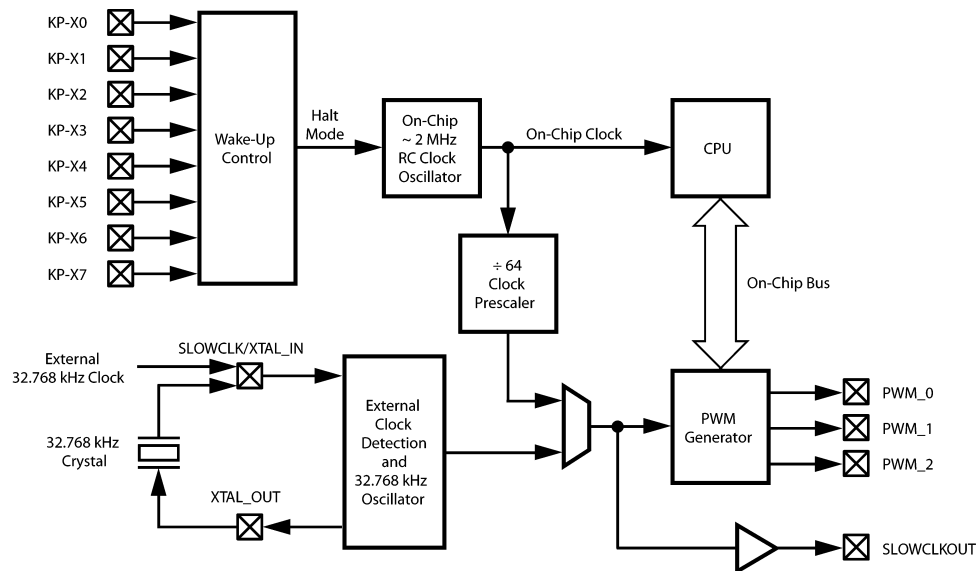 KP-X0
KP-X1
KP-X2
KP-X3
KP-X4
KP-X5
KP-X6
KP-X7
Wake-Up
Control
Halt
Mode
On-Chip
~ 2 MHz
RC Clock
Oscillator
On-Chip Clock
CPU
÷ 64
Clock
Prescaler
On-Chip Bus
SLOWCLK/XTAL_IN
External
32.768 kHz Clock
32.768 kHz
Crystal
XTAL_OUT
External
Clock
Detection
and
32.768 kHz
Oscillator
PWM
Generator
PWM_0
PWM_1
PWM_2
SLOWCLKOUT